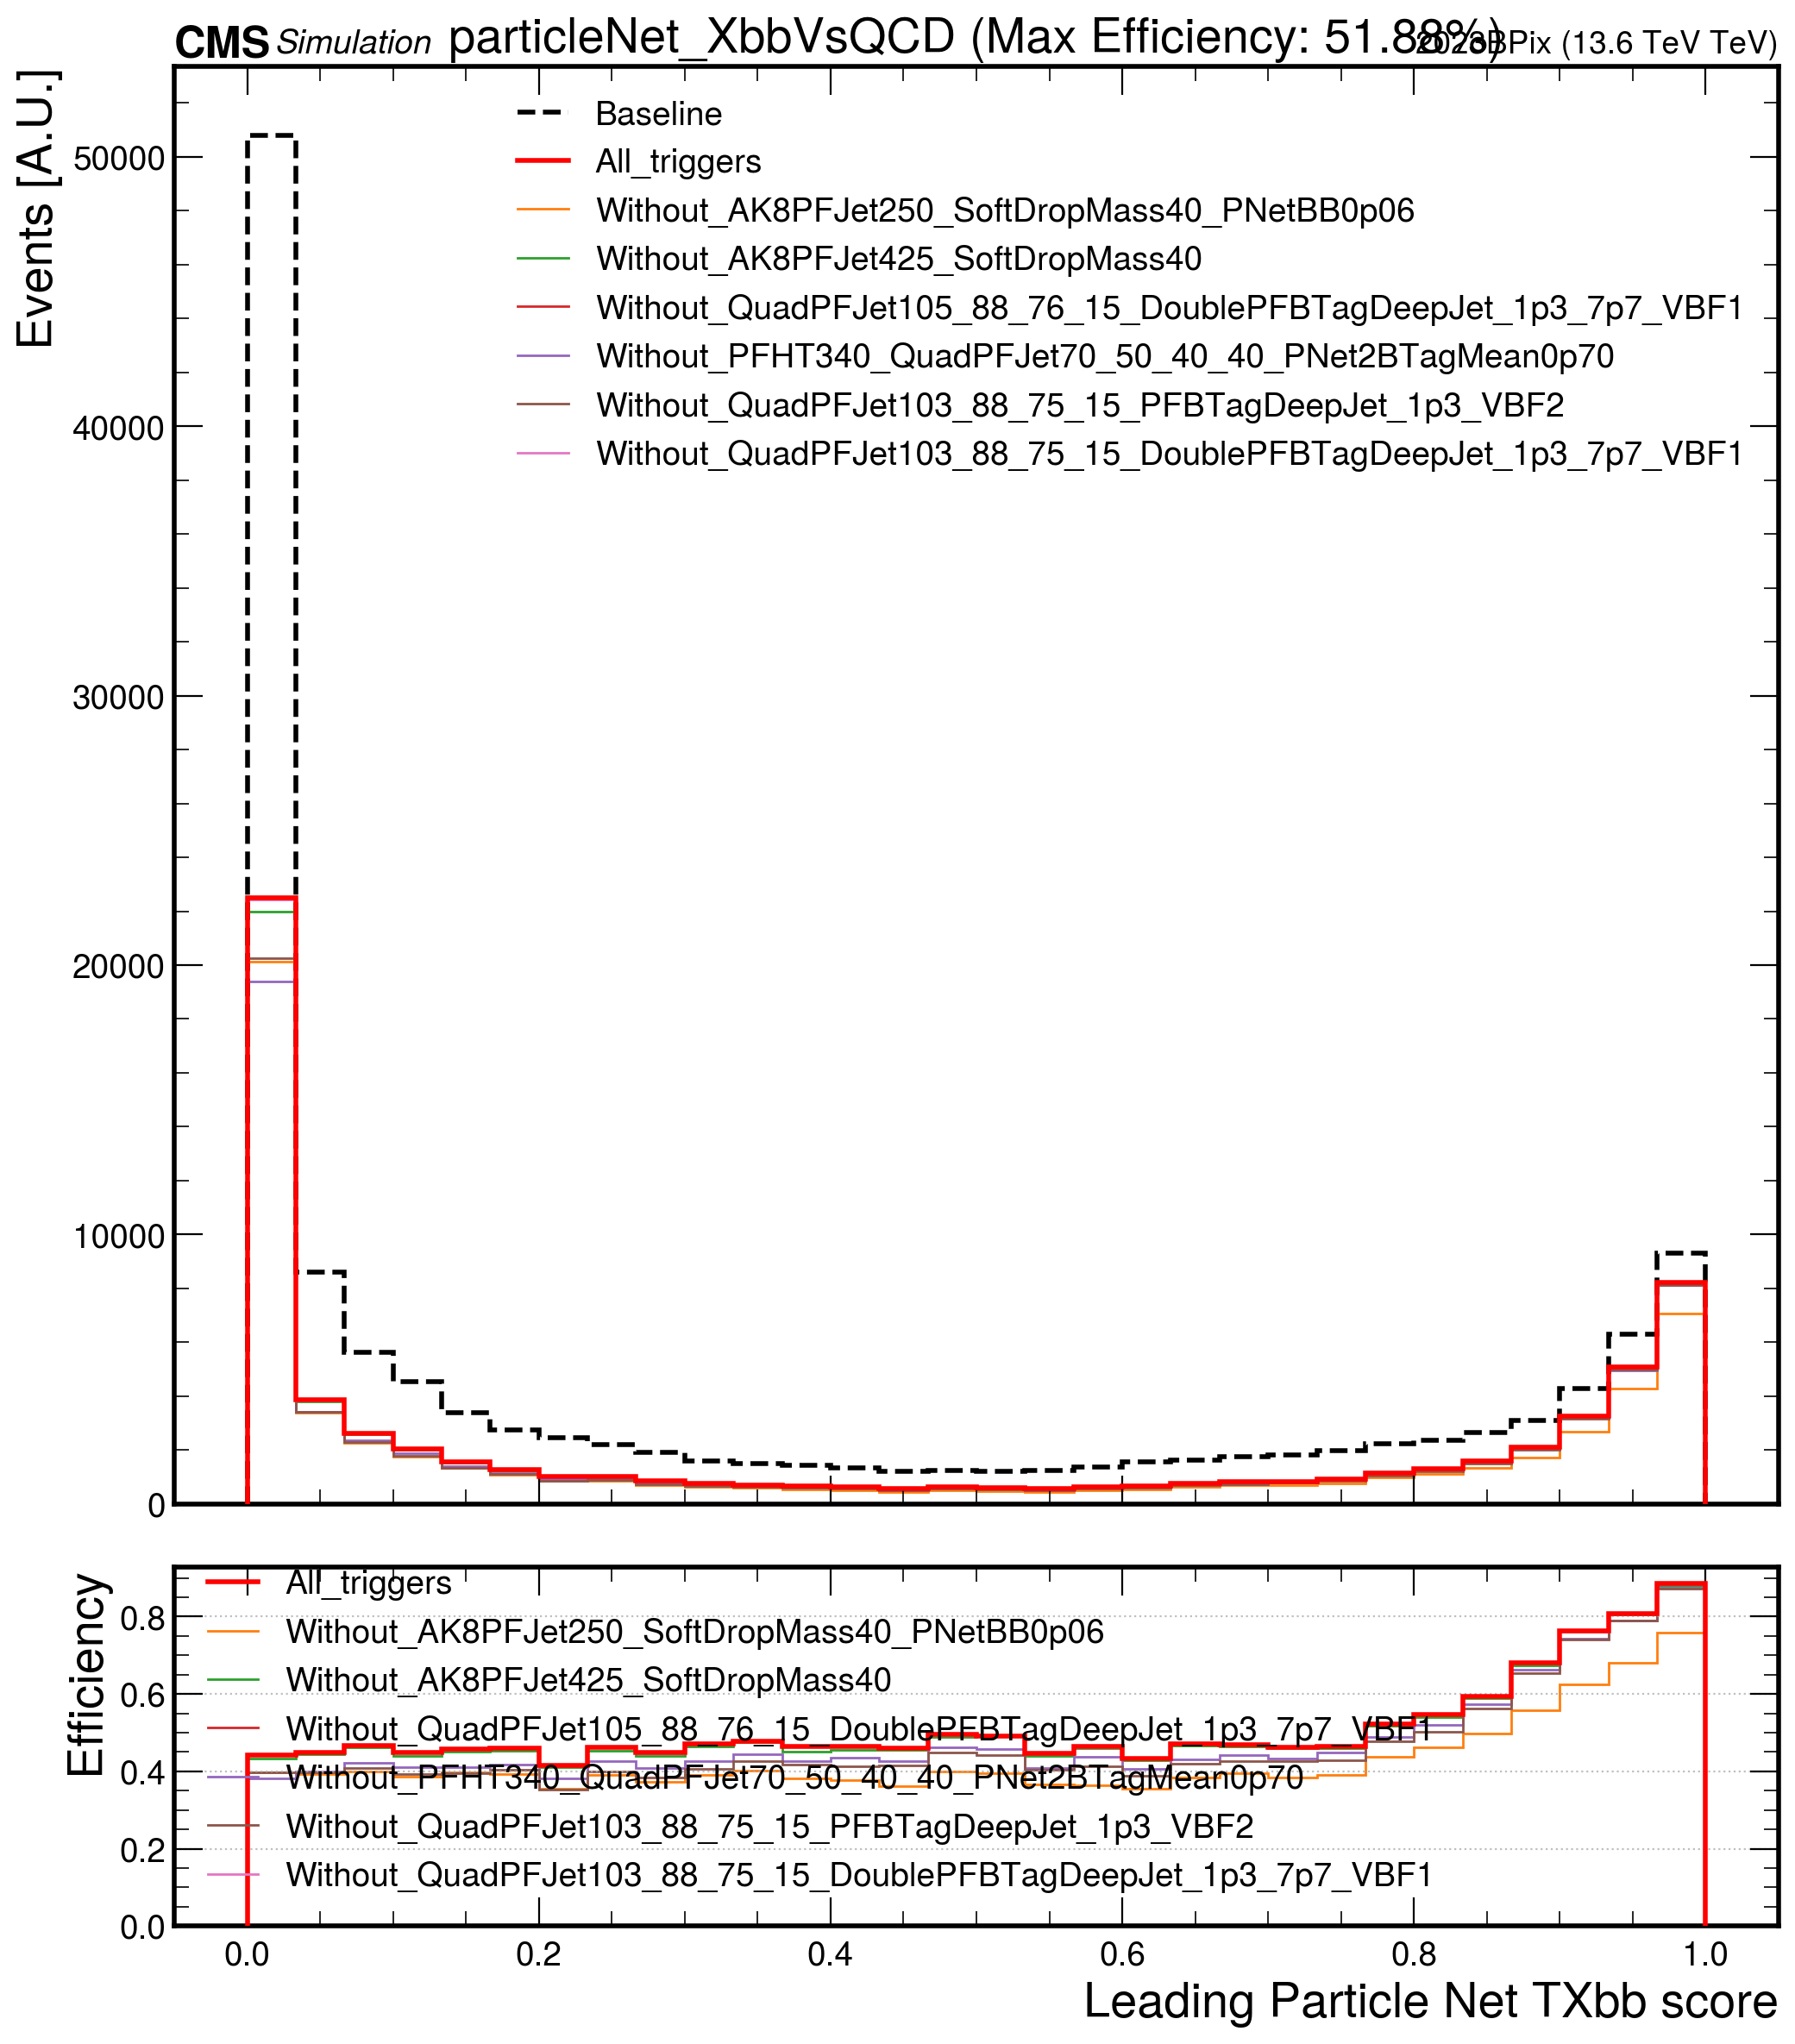 CMS Simulation particleNet_XbbVsQCD (Max Efficiency: 51.88%) 2023BPix (13.6 TeV TeV)
Events [A.U.]
50000
40000
30000
20000
10000
0
Baseline
All_triggers
Without_AK8PFJet250_SoftDropMass40_PNetBB0p06
Without_AK8PFJet425_SoftDropMass40
Without_QuadPFJet105_88_76_15_DoublePFBTagDeepJet_1p3_7p7_VBF1
Without_PFHT340_QuadPFJet70_50_40_40_PNet2BTagMean0p70
Without_QuadPFJet103_88_75_15_PFBTagDeepJet_1p3_VBF2
Without_QuadPFJet103_88_75_15_DoublePFBTagDeepJet_1p3_7p7_VBF1
Efficiency
0.8
0.6
0.4
0.2
0.0
All_triggers
Without_AK8PFJet250_SoftDropMass40_PNetBB0p06
Without_AK8PFJet425_SoftDropMass40
Without_QuadPFJet105_88_76_15_DoublePFBTagDeepJet_1p3_7p7_VBF1
Without_PFHT340_QuadPFJet70_50_40_40_PNet2BTagMean0p70
Without_QuadPFJet103_88_75_15_PFBTagDeepJet_1p3_VBF2
Without_QuadPFJet103_88_75_15_DoublePFBTagDeepJet_1p3_7p7_VBF1
0.0 0.2 0.4 0.6 0.8 1.0
Leading Particle Net TXbb score